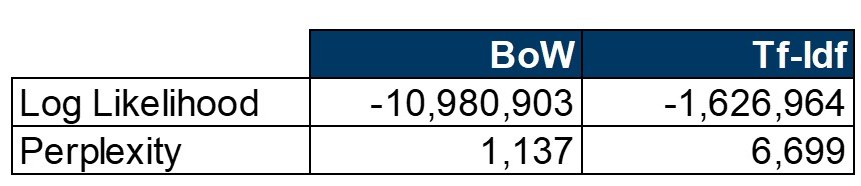 BoW Tf-Idf
Log Likelihood -10,980,903 -1,626,964
Perplexity 1,137 6,699